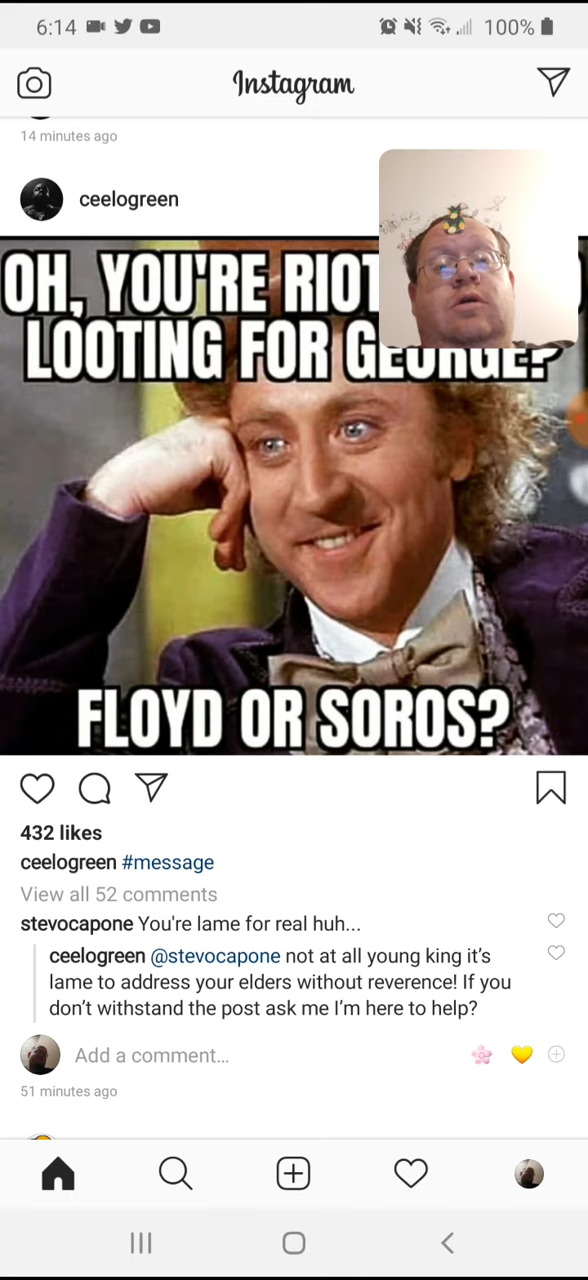 6:14
100%
Instagram
14 minutes ago
ceelogreen
OH, YOU'RE
LOOTING FOR GEORGE?
FLOYD OR SOROS?
432 likes
ceelogreen #message
View all 52 comments
stevocapone You're lame for real huh...
ceelogreen @stevocapone not at all young king it's
lame to address your elders without reverence! If you
don't withstand the post ask me I'm here to help?
Add a comment...
51 minutes ago